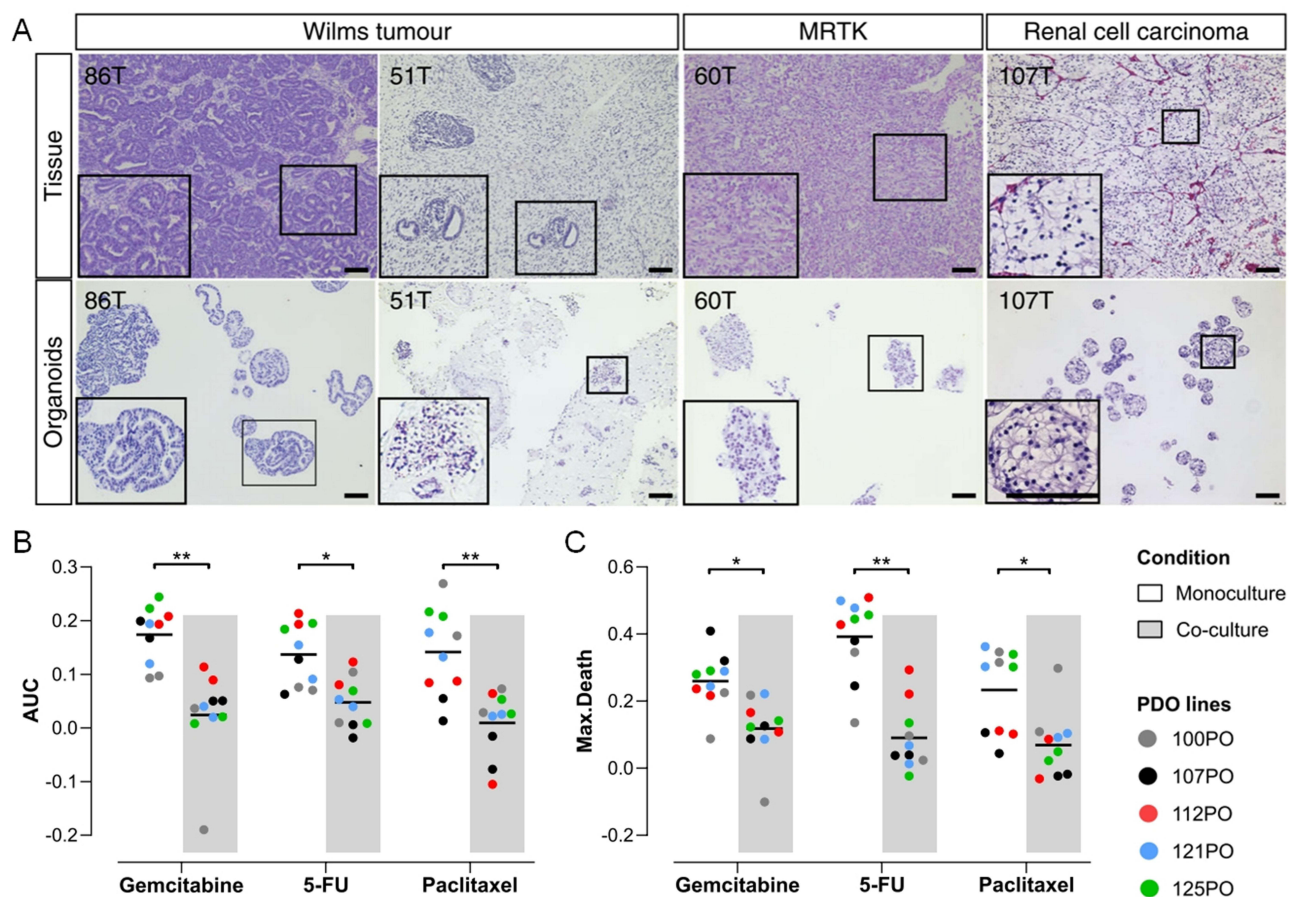 A
Wilms tumour
MRTK
Renal cell carcinoma
Tissue
86T
51T
60T
107T
Organoids
86T
51T
60T
107T
B
AUC
0.3
0.2
0.1
0.0
-0.1
-0.2
**
*
**
Gemcitabine
5-FU
Paclitaxel
C
Max.Death
0.6
0.4
0.2
0.0
-0.2
*
**
*
Gemcitabine
5-FU
Paclitaxel
Condition
Monoculture
Co-culture
PDO lines
100PO
107PO
112PO
121PO
125PO